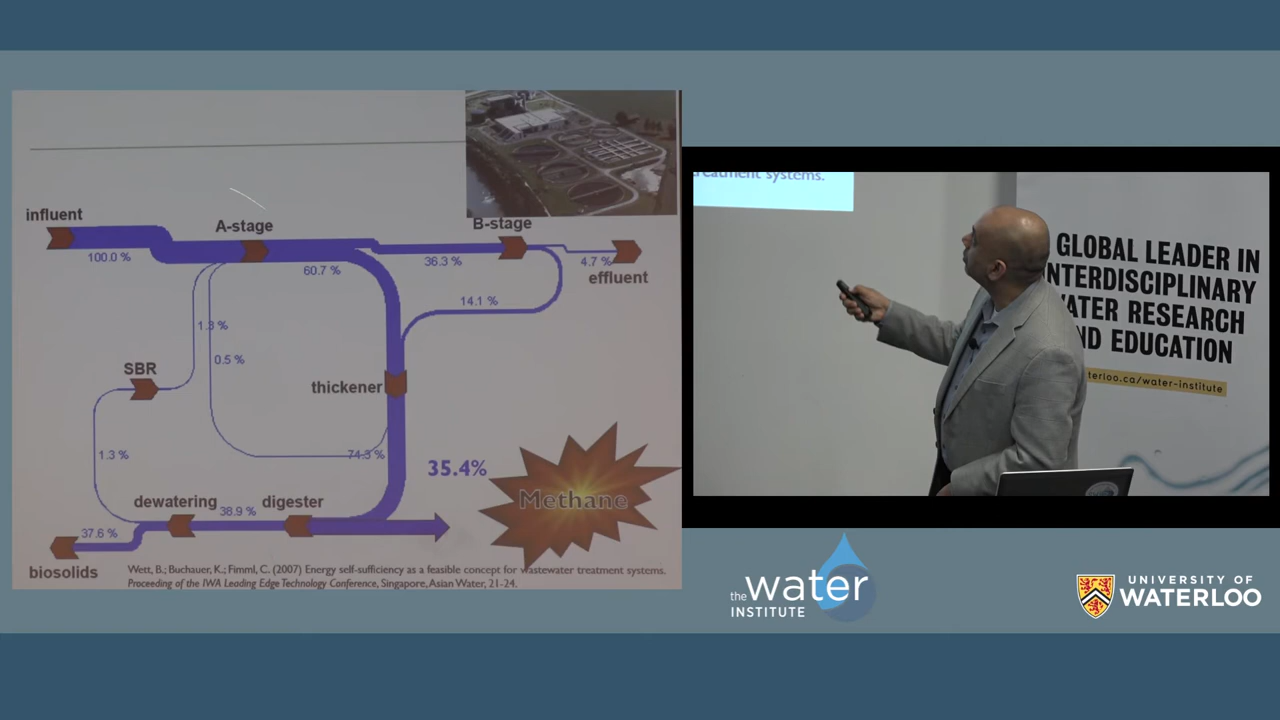 influent
A-stage
B-stage
100.0 %
60.7 %
36.3 %
4.7 %
effluent
14.1 %
1.3 %
0.5 %
SBR
thickener
1.3 %
74.3 %
35.4%
Methane
dewatering
digester
38.9 %
37.6 %
biosolids
Wett, B.; Buchauer, K.; Fimml, C. (2007) Energy self-sufficiency as a feasible concept for wastewater treatment systems.
Proceeding of the IWA Leading Edge Technology Conference, Singapore, Asian Water, 21-24.
treatment systems.
GLOBAL LEADER IN
INTERDISCIPLINARY
WATER RESEARCH
AND EDUCATION
terloo.ca/water-institute
the water
INSTITUTE
UNIVERSITY OF
WATERLOO